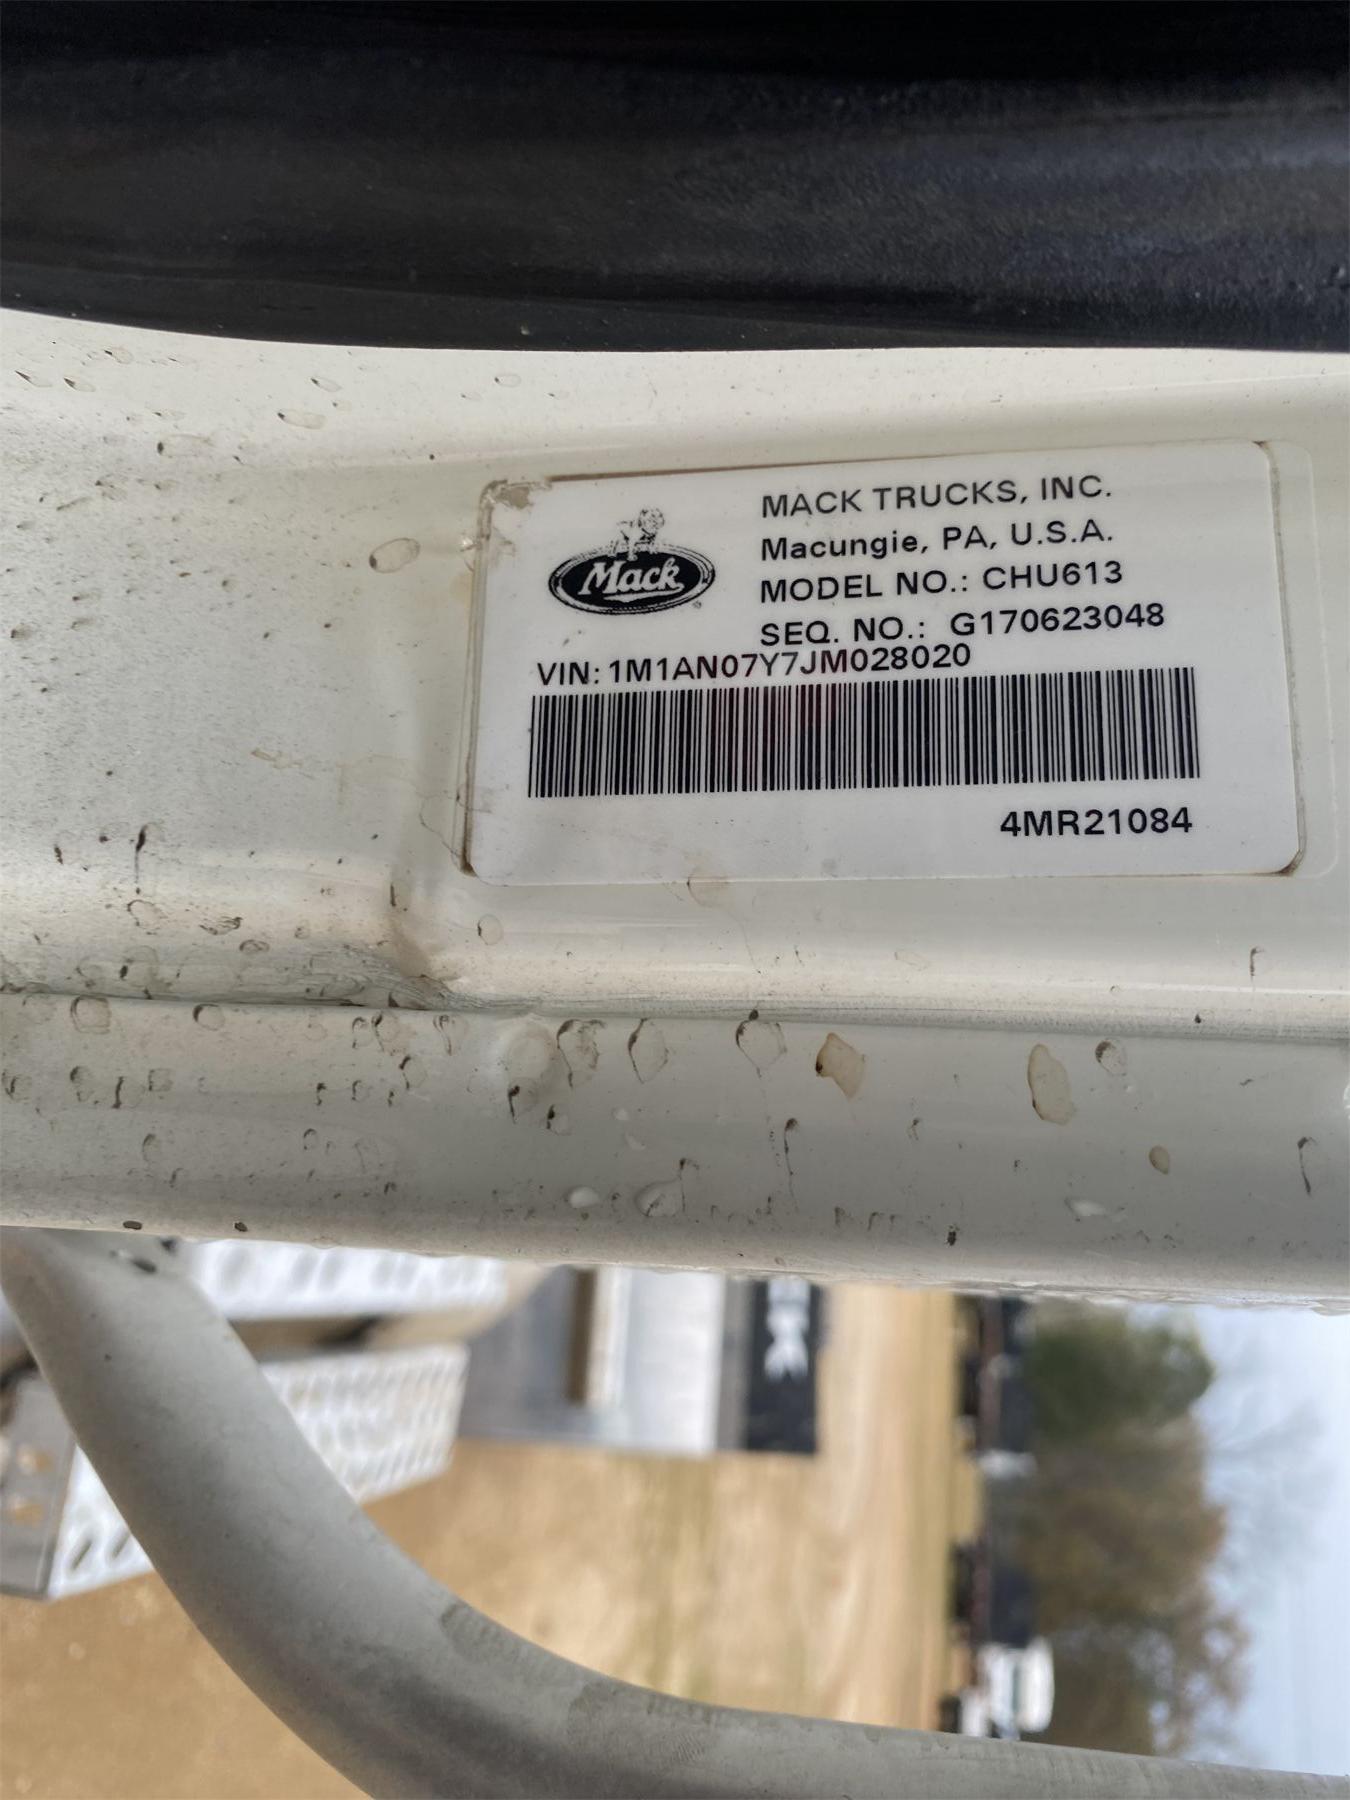 Mack
MACK TRUCKS, INC.
Macungie, PA, U.S.A.
MODEL NO.: CHU613
SEQ. NO.: G170623048
VIN: 1M1AN07Y7JM028020
4MR21084